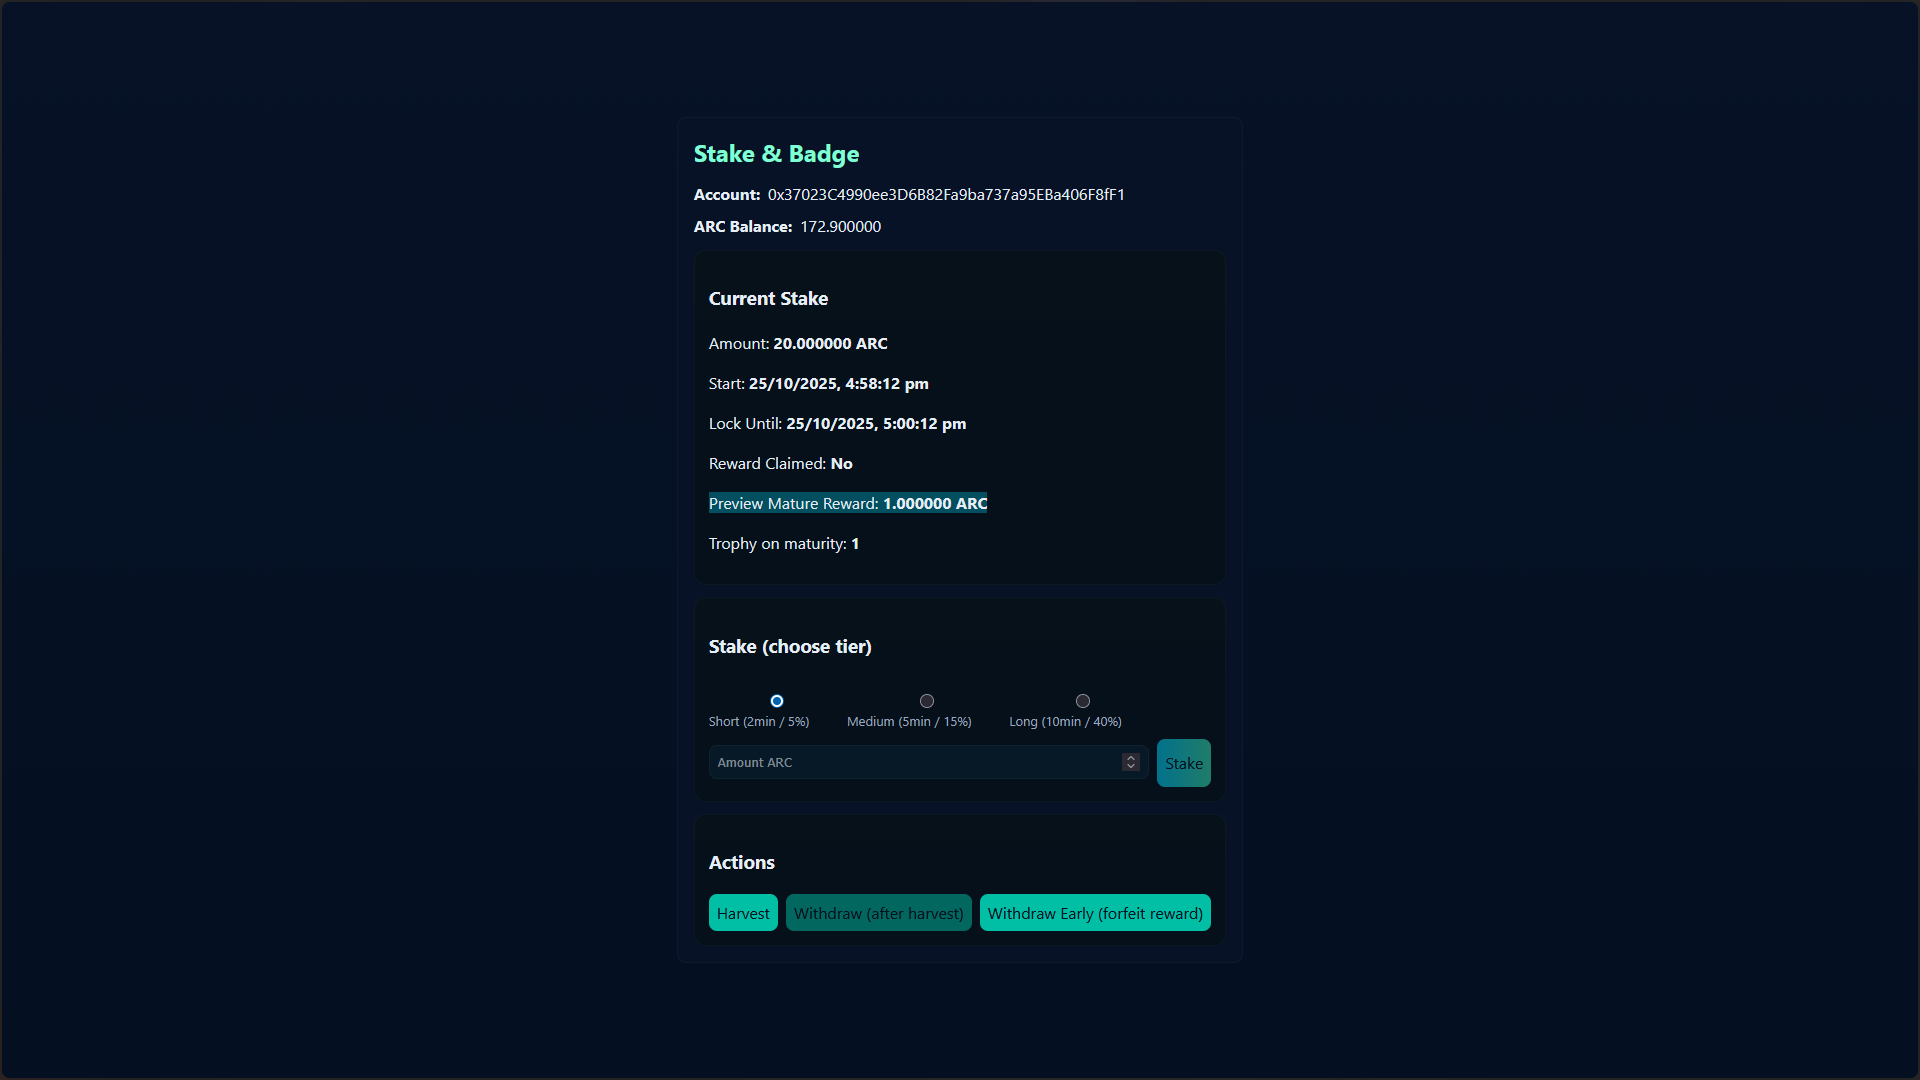 Stake & Badge
Account: 0x37023C4990ee3D6B82Fa9ba737a95EBa406F8fF1
ARC Balance: 172.900000
Current Stake
Amount: 20.000000 ARC
Start: 25/10/2025, 4:58:12 pm
Lock Until: 25/10/2025, 5:00:12 pm
Reward Claimed: No
Preview Mature Reward: 1.000000 ARC
Trophy on maturity: 1
Stake (choose tier)
Short (2min / 5%) Medium (5min / 15%) Long (10min / 40%)
Amount ARC Stake
Actions
Harvest Withdraw (after harvest) Withdraw Early (forfeit reward)